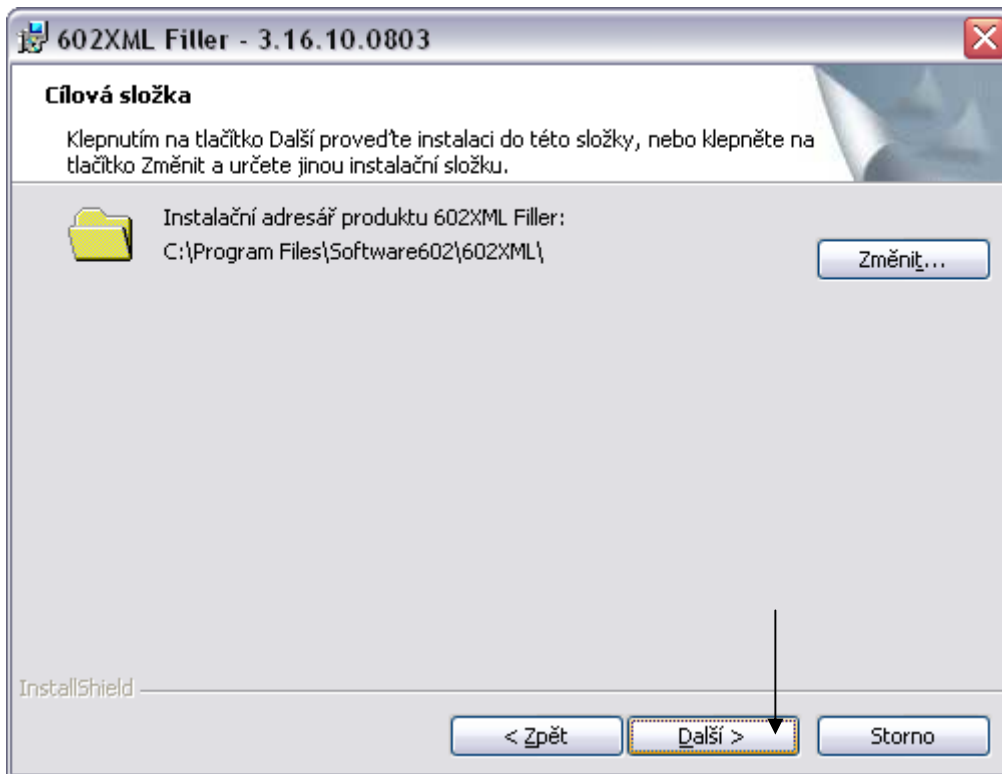 602XML Filler - 3.16.10.0803
Cílová složka
Klepnutím na tlačítko Další proveďte instalaci do této složky, nebo klepněte na
tlačítko Změnit a určete jinou instalační složku.
Instalační adresář produktu 602XML Filler:
C:\Program Files\Software602\602XML\
Změnit...
InstallShield
< Zpět
Další >
Storno